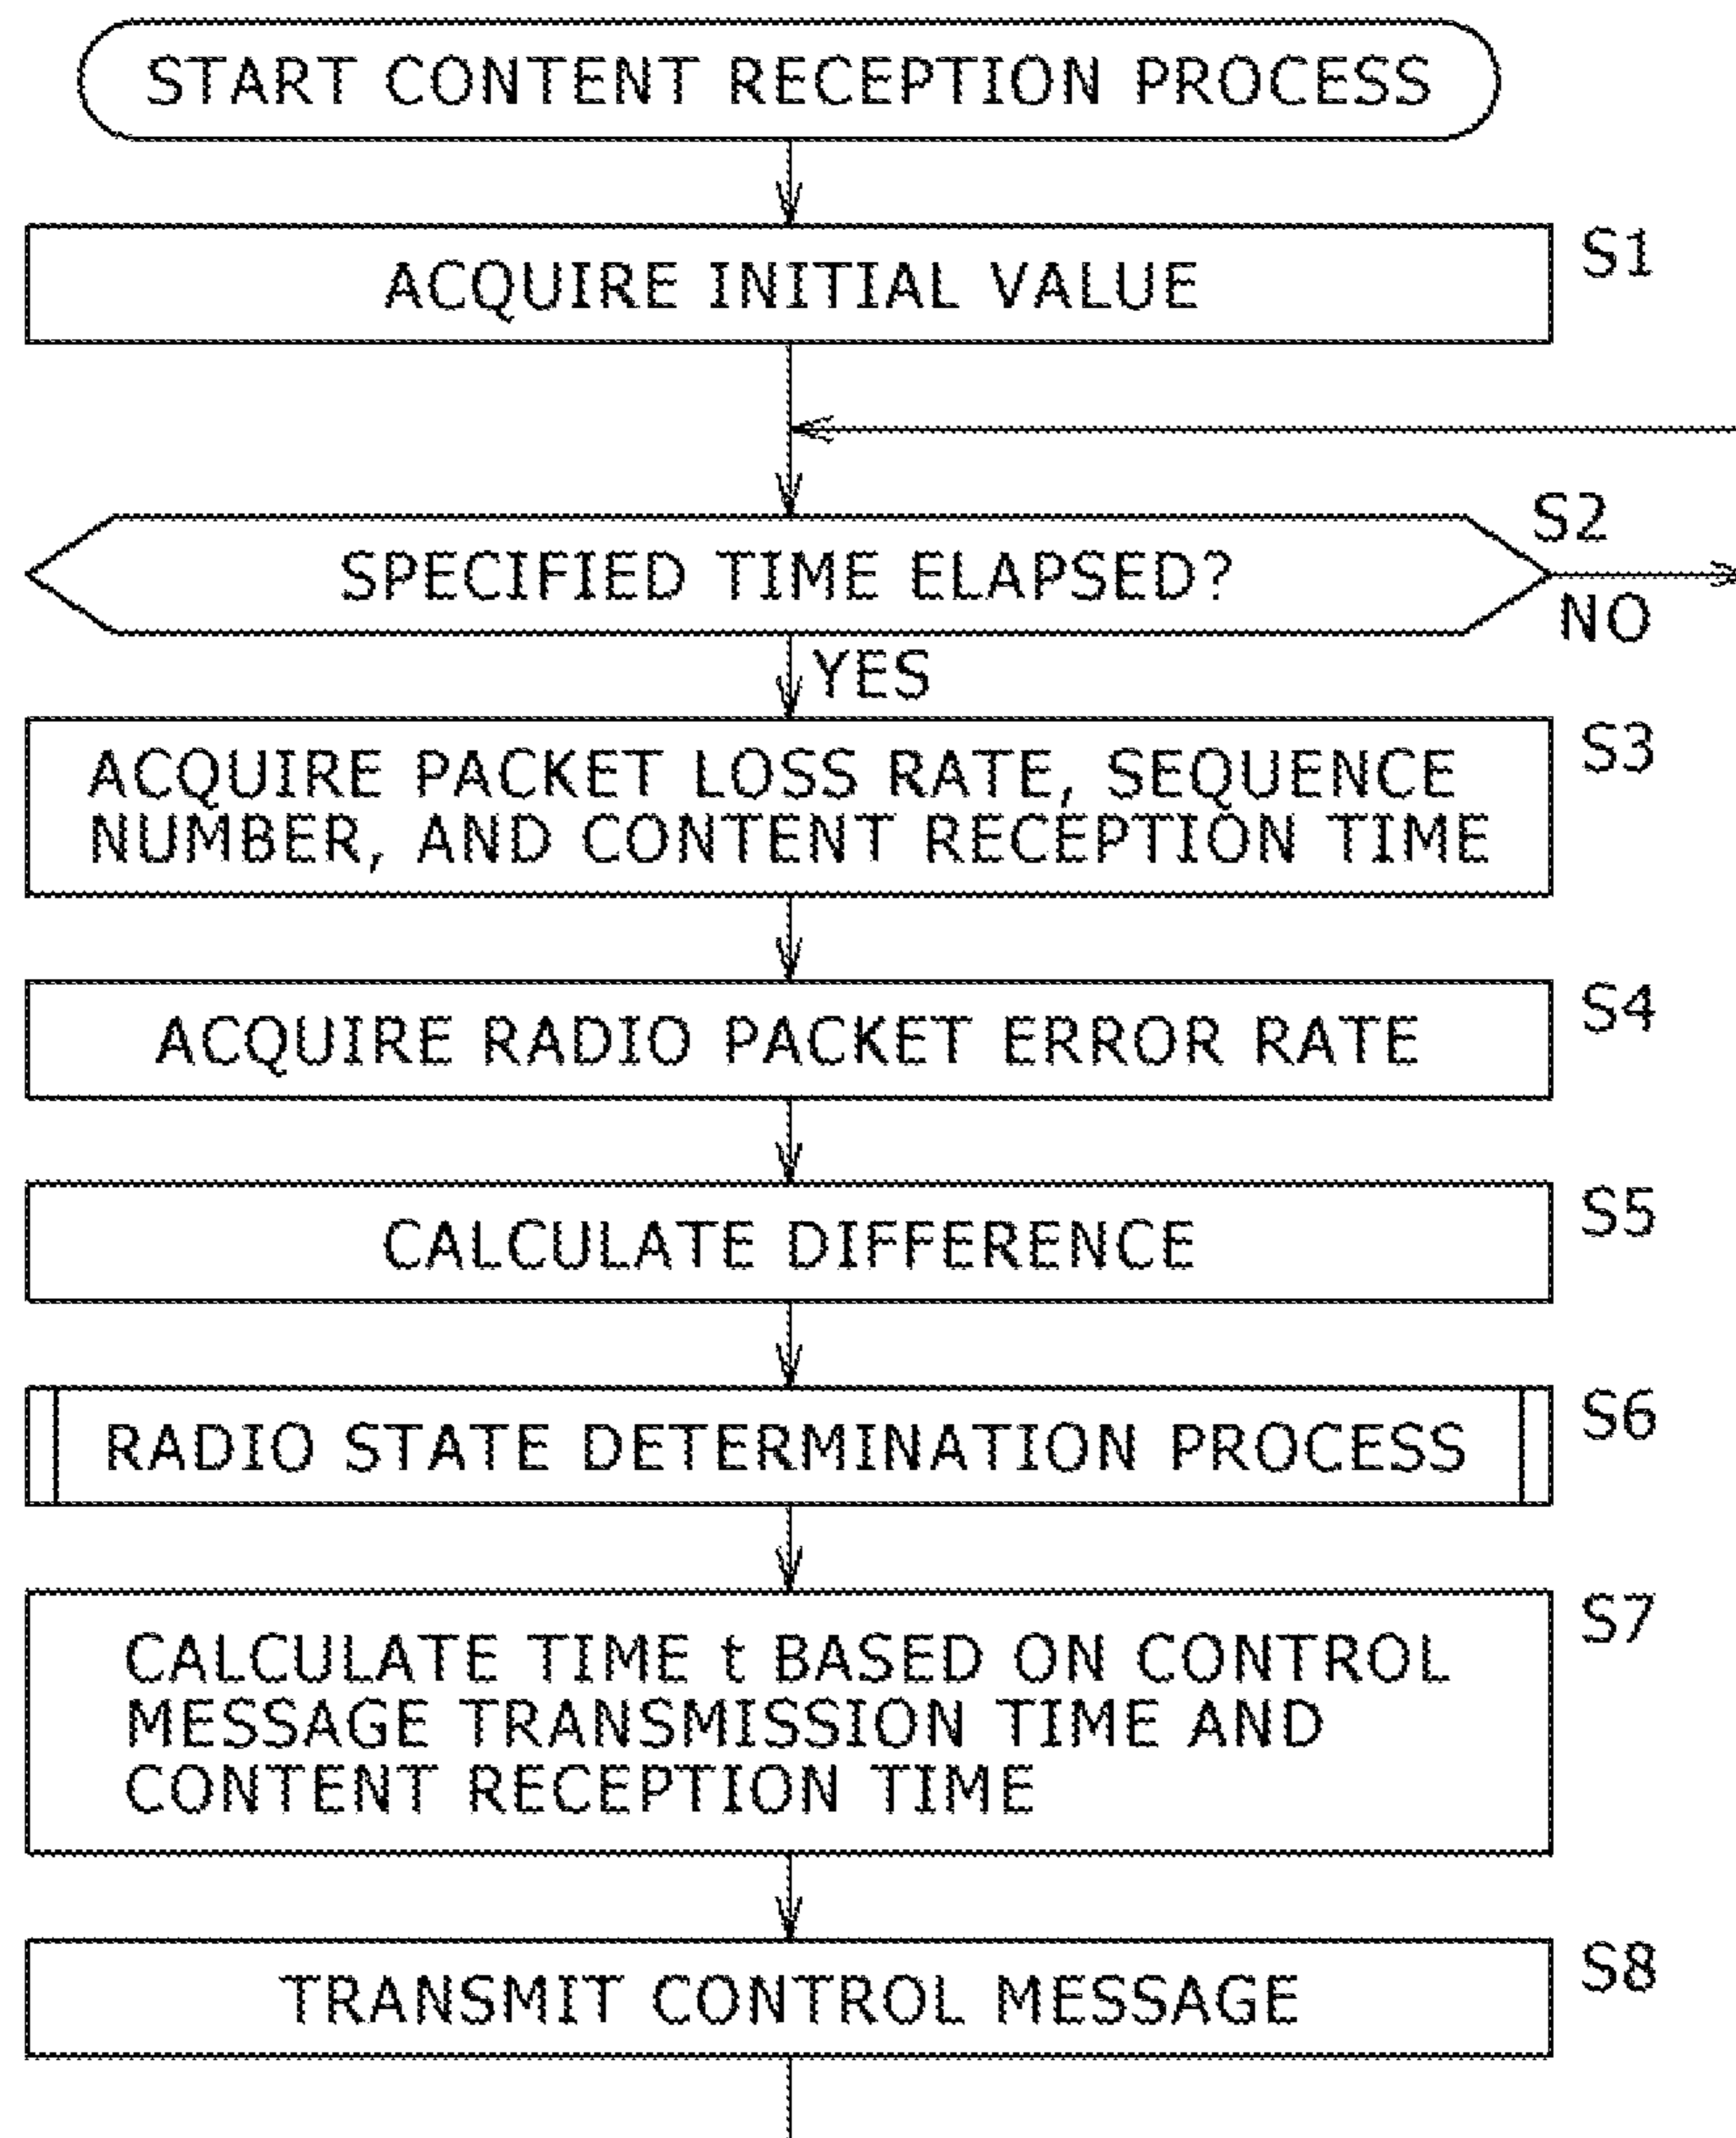 START CONTENT RECEPTION PROCESS
ACQUIRE INITIAL VALUE
S1
SPECIFIED TIME ELAPSED?
S2
NO
YES
ACQUIRE PACKET LOSS RATE, SEQUENCE
NUMBER, AND CONTENT RECEPTION TIME
S3
ACQUIRE RADIO PACKET ERROR RATE
S4
CALCULATE DIFFERENCE
S5
RADIO STATE DETERMINATION PROCESS
S6
CALCULATE TIME t BASED ON CONTROL
MESSAGE TRANSMISSION TIME AND
CONTENT RECEPTION TIME
S7
TRANSMIT CONTROL MESSAGE
S8